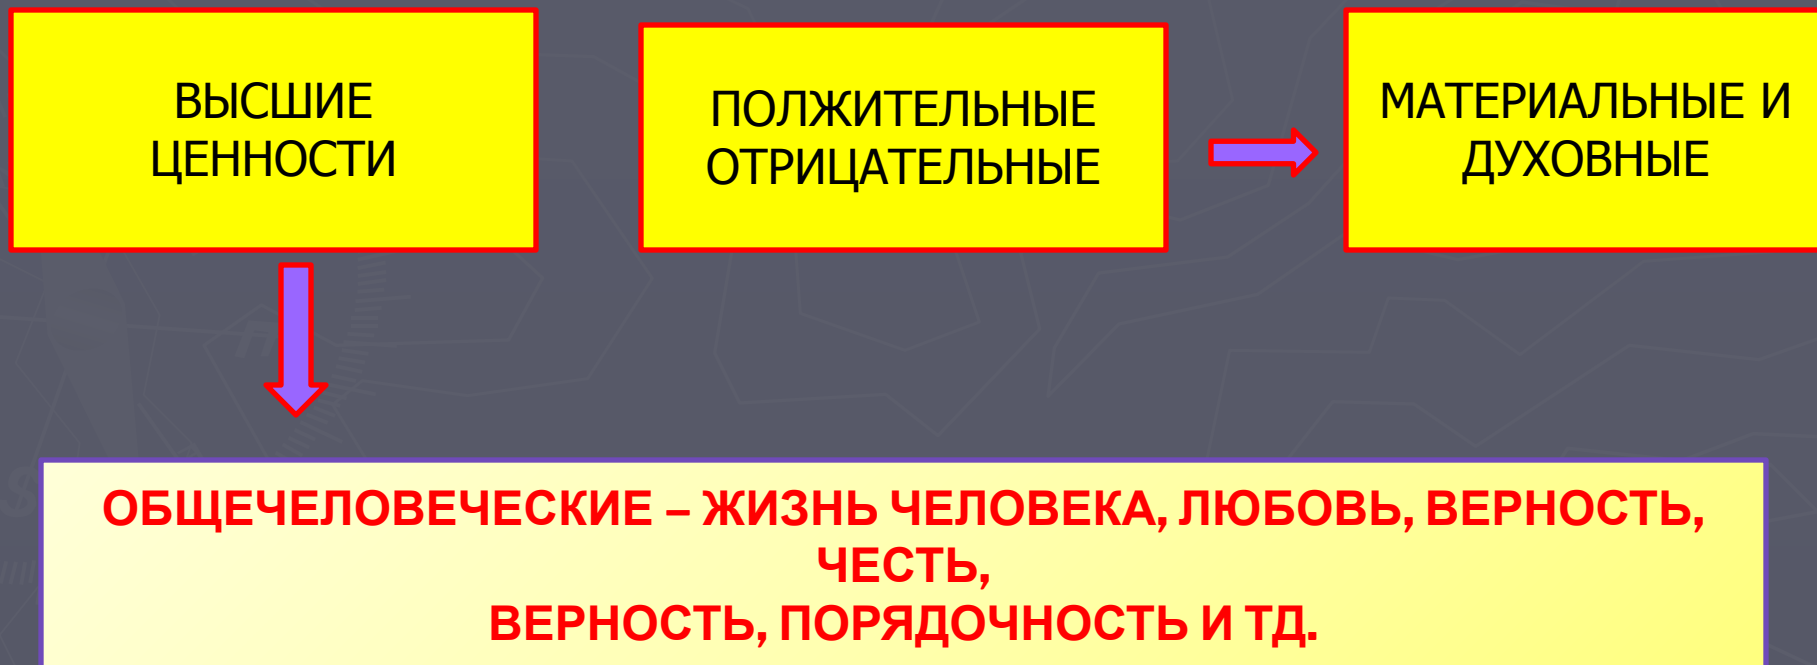 ВЫСШИЕ
ЦЕННОСТИ
ПОЛЖИТЕЛЬНЫЕ
ОТРИЦАТЕЛЬНЫЕ
МАТЕРИАЛЬНЫЕ И
ДУХОВНЫЕ
ОБЩЕЧЕЛОВЕЧЕСКИЕ – ЖИЗНЬ ЧЕЛОВЕКА, ЛЮБОВЬ, ВЕРНОСТЬ,
ЧЕСТЬ,
ВЕРНОСТЬ, ПОРЯДОЧНОСТЬ И ТД.